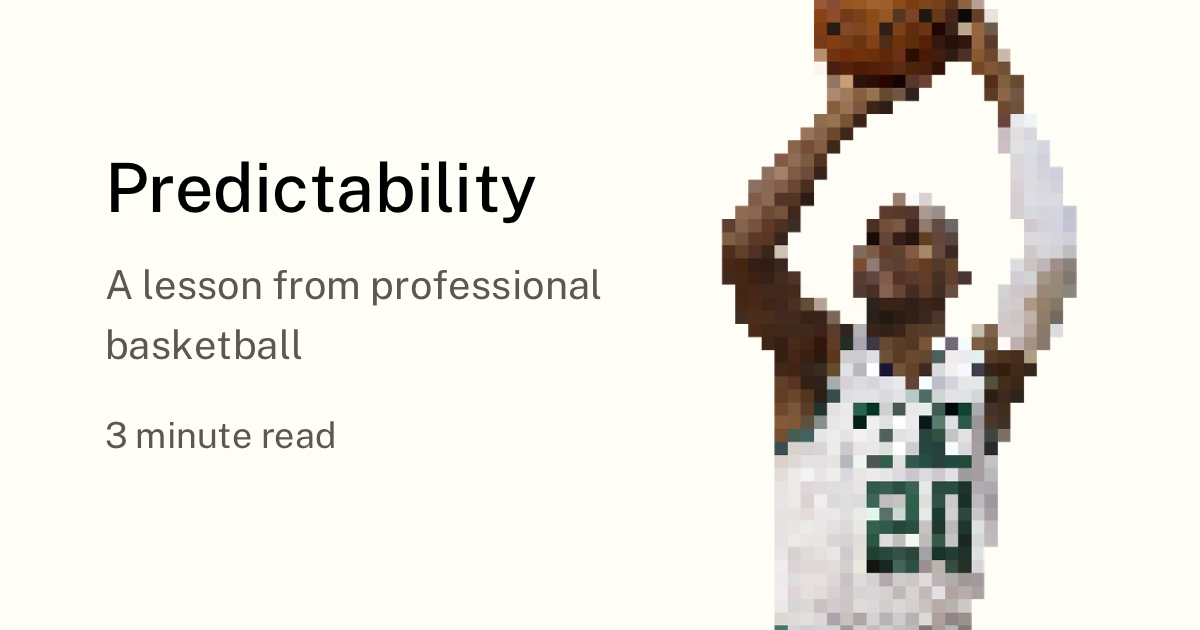 Predictability
A lesson from professional
basketball
3 minute read
20